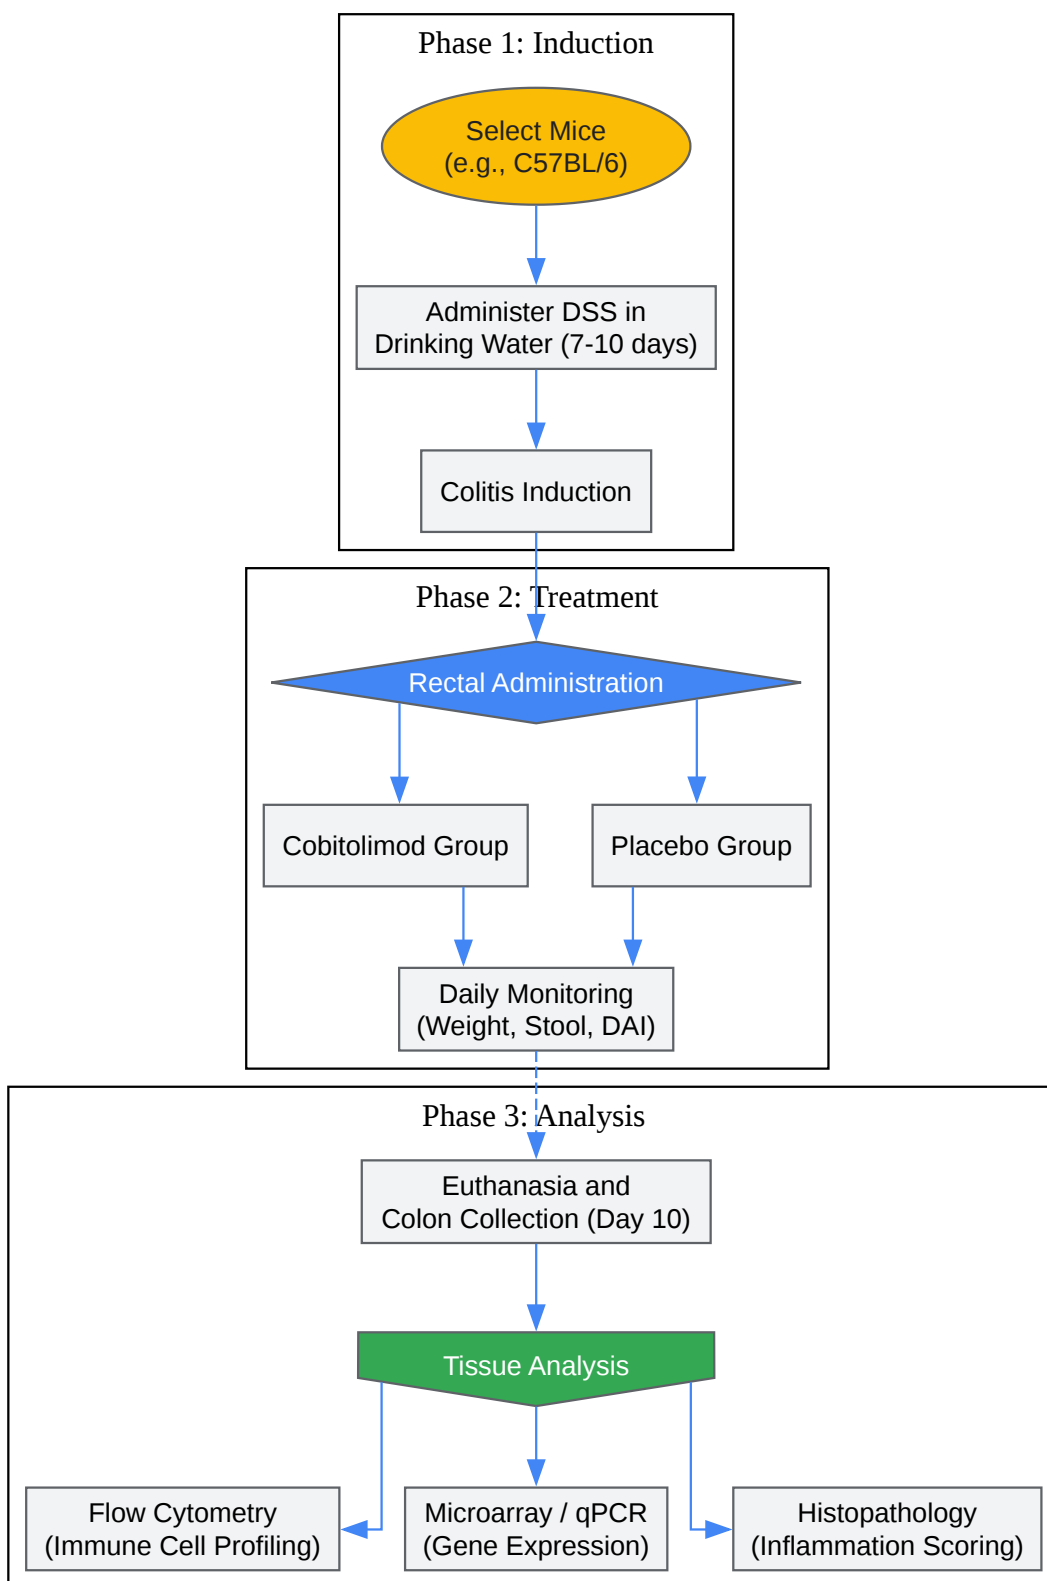 Phase 1: Induction
Select Mice
(e.g., C57BL/6)
Administer DSS in
Drinking Water (7-10 days)
Colitis Induction
Phase 2: Treatment
Rectal Administration
Cobitolimod Group
Placebo Group
Daily Monitoring
(Weight, Stool, DAI)
Phase 3: Analysis
Euthanasia and
Colon Collection (Day 10)
Tissue Analysis
Flow Cytometry
(Immune Cell Profiling)
Microarray / qPCR
(Gene Expression)
Histopathology
(Inflammation Scoring)